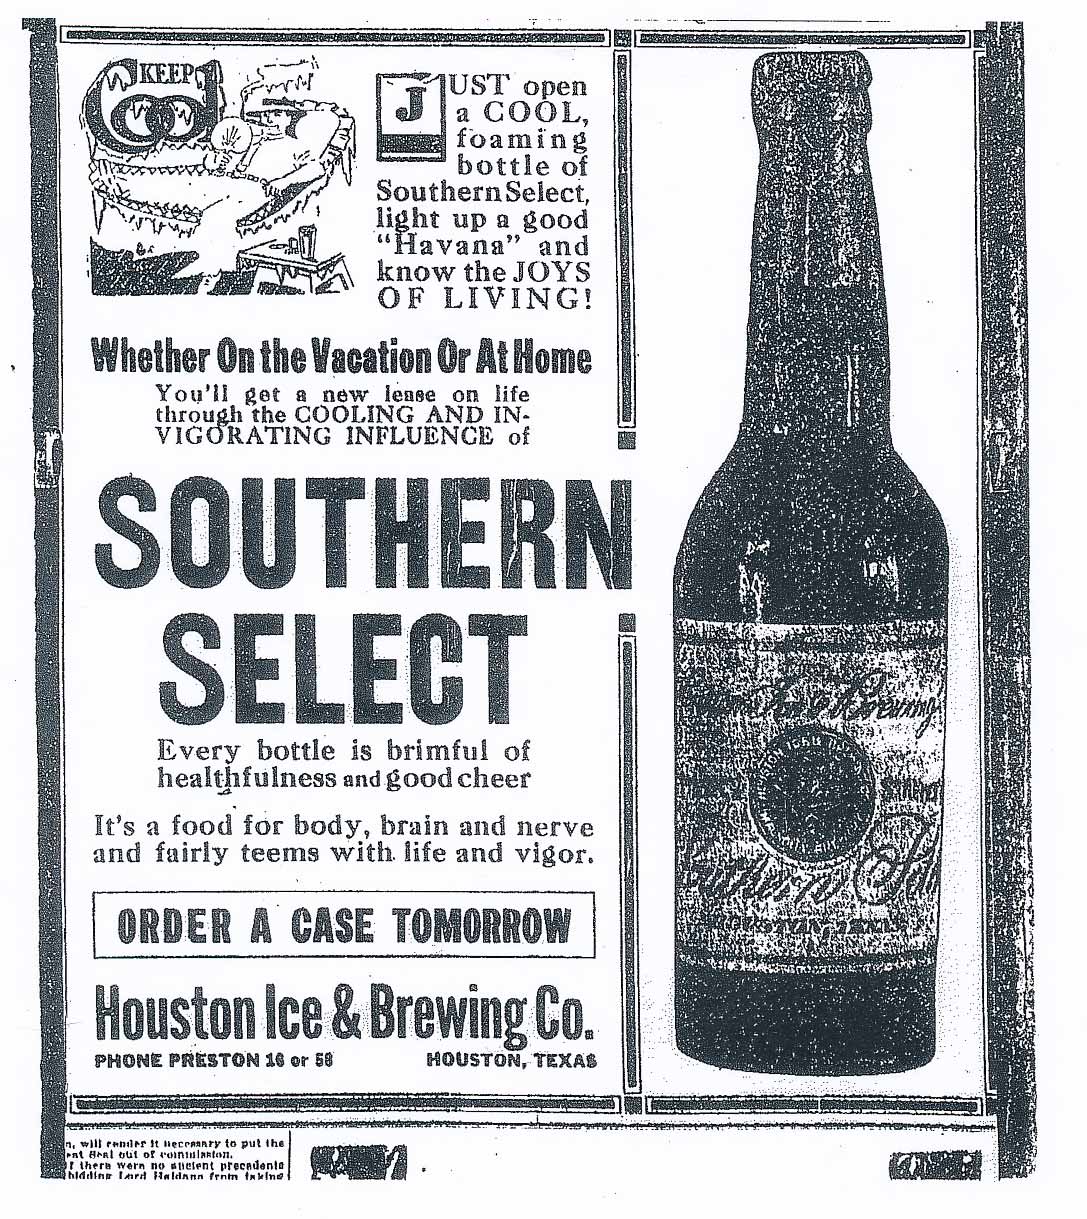 KEEP
Cool
JUST open
a COOL,
foaming
bottle of
Southern Select,
light up a good
"Havana" and
know the JOYS
OF LIVING!
Whether On the Vacation Or At Home
You'll get a new lease on life
through the COOLING AND IN-
VIGORATING INFLUENCE of
SOUTHERN
SELECT
Every bottle is brimful of
healthfulness and good cheer
It's a food for body, brain and nerve
and fairly teems with life and vigor.
ORDER A CASE TOMORROW
Houston Ice & Brewing Co.
PHONE PRESTON 16 or 58
HOUSTON, TEXAS
Brewing
HOUSTON, TEXAS
will render it necessary to put the
Seal out of commission.
there were no ancient precedents
bidding Lord Haldane from taking